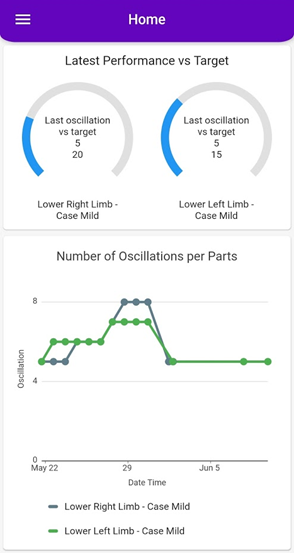 Home
Latest Performance vs Target
Last oscillation
vs target
5
20
Lower Right Limb -
Case Mild
Last oscillation
vs target
5
15
Lower Left Limb -
Case Mild
Number of Oscillations per Parts
Oscillation
8
4
0
May 22
29
Jun 5
Date Time
Lower Right Limb - Case Mild
Lower Left Limb - Case Mild